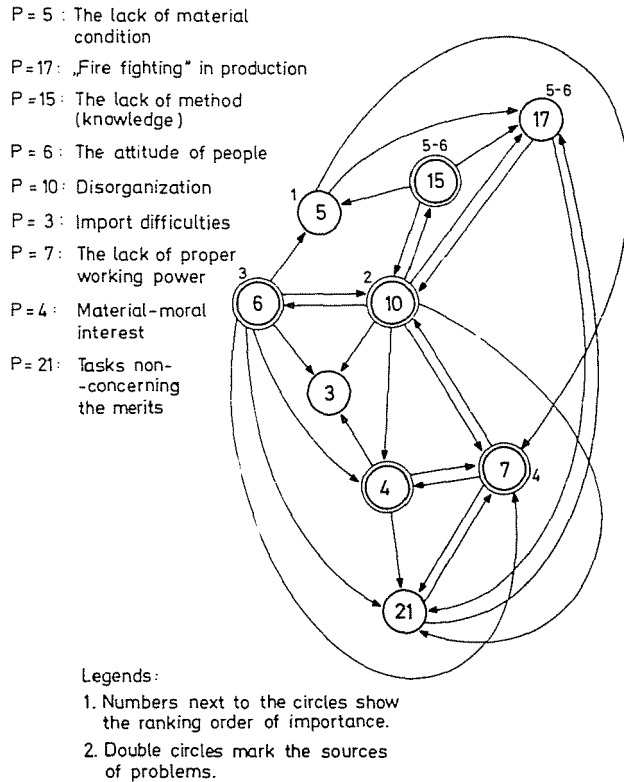 P = 5 : The lack of material
condition
P=17: „Fire fighting" in production
P=15: The lack of method
(knowledge)
P= 6 : The attitude of people
P=10: Disorganization
P= 3 : Import difficulties
P= 7 : The lack of proper
working power
P= 4 : Material-moral
interest
P= 21: Tasks non-
-concerning
the merits
5-6
17
5-6
15
1
5
3
6
2
10
3
4
7
4
21
Legends:
1. Numbers next to the circles show
the ranking order of importance.
2. Double circles mark the sources
of problems.